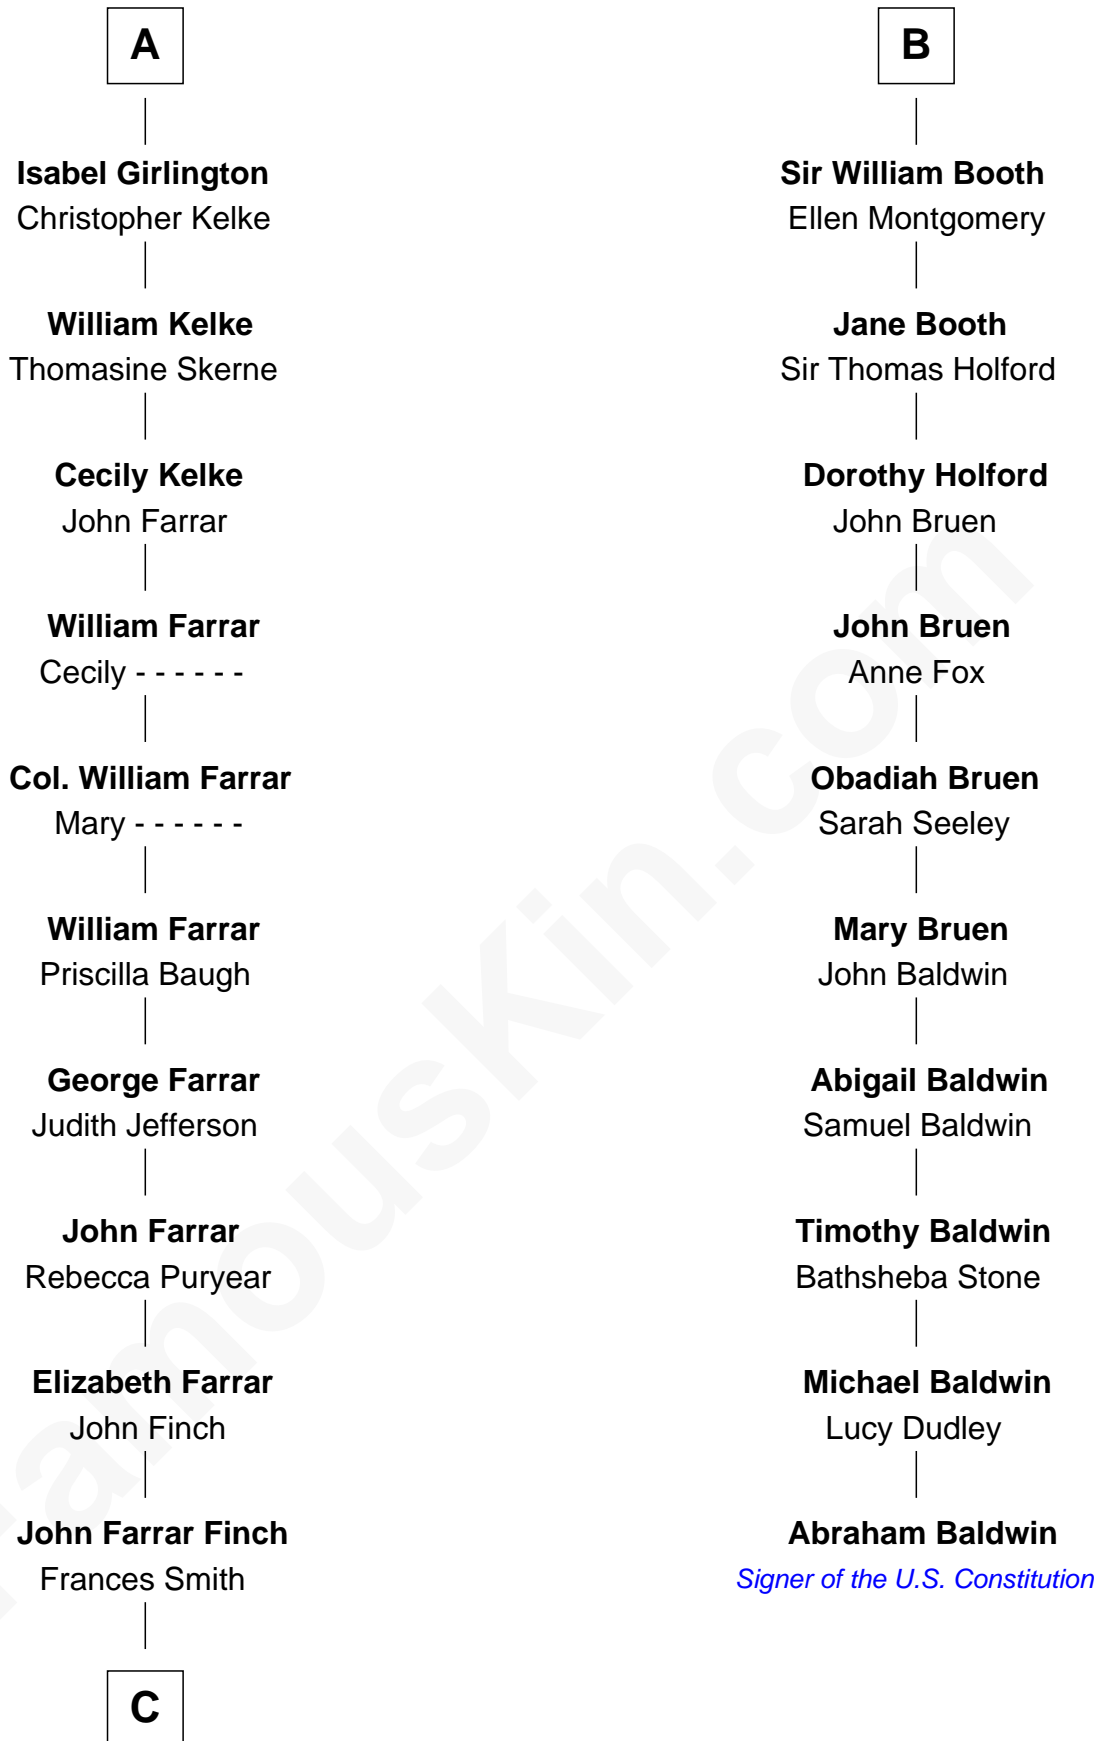 A
Isabel Girlington
Christopher Kelke
William Kelke
Thomasine Skerne
Cecily Kelke
John Farrar
William Farrar
Cecily - - - - - -
Col. William Farrar
Mary - - - - - -
William Farrar
Priscilla Baugh
George Farrar
Judith Jefferson
John Farrar
Rebecca Puryear
Elizabeth Farrar
John Finch
John Farrar Finch
Frances Smith
C
B
Sir William Booth
Ellen Montgomery
Jane Booth
Sir Thomas Holford
Dorothy Holford
John Bruen
John Bruen
Anne Fox
Obadiah Bruen
Sarah Seeley
Mary Bruen
John Baldwin
Abigail Baldwin
Samuel Baldwin
Timothy Baldwin
Bathsheba Stone
Michael Baldwin
Lucy Dudley
Abraham Baldwin
Signer of the U.S. Constitution
FamousKin.com